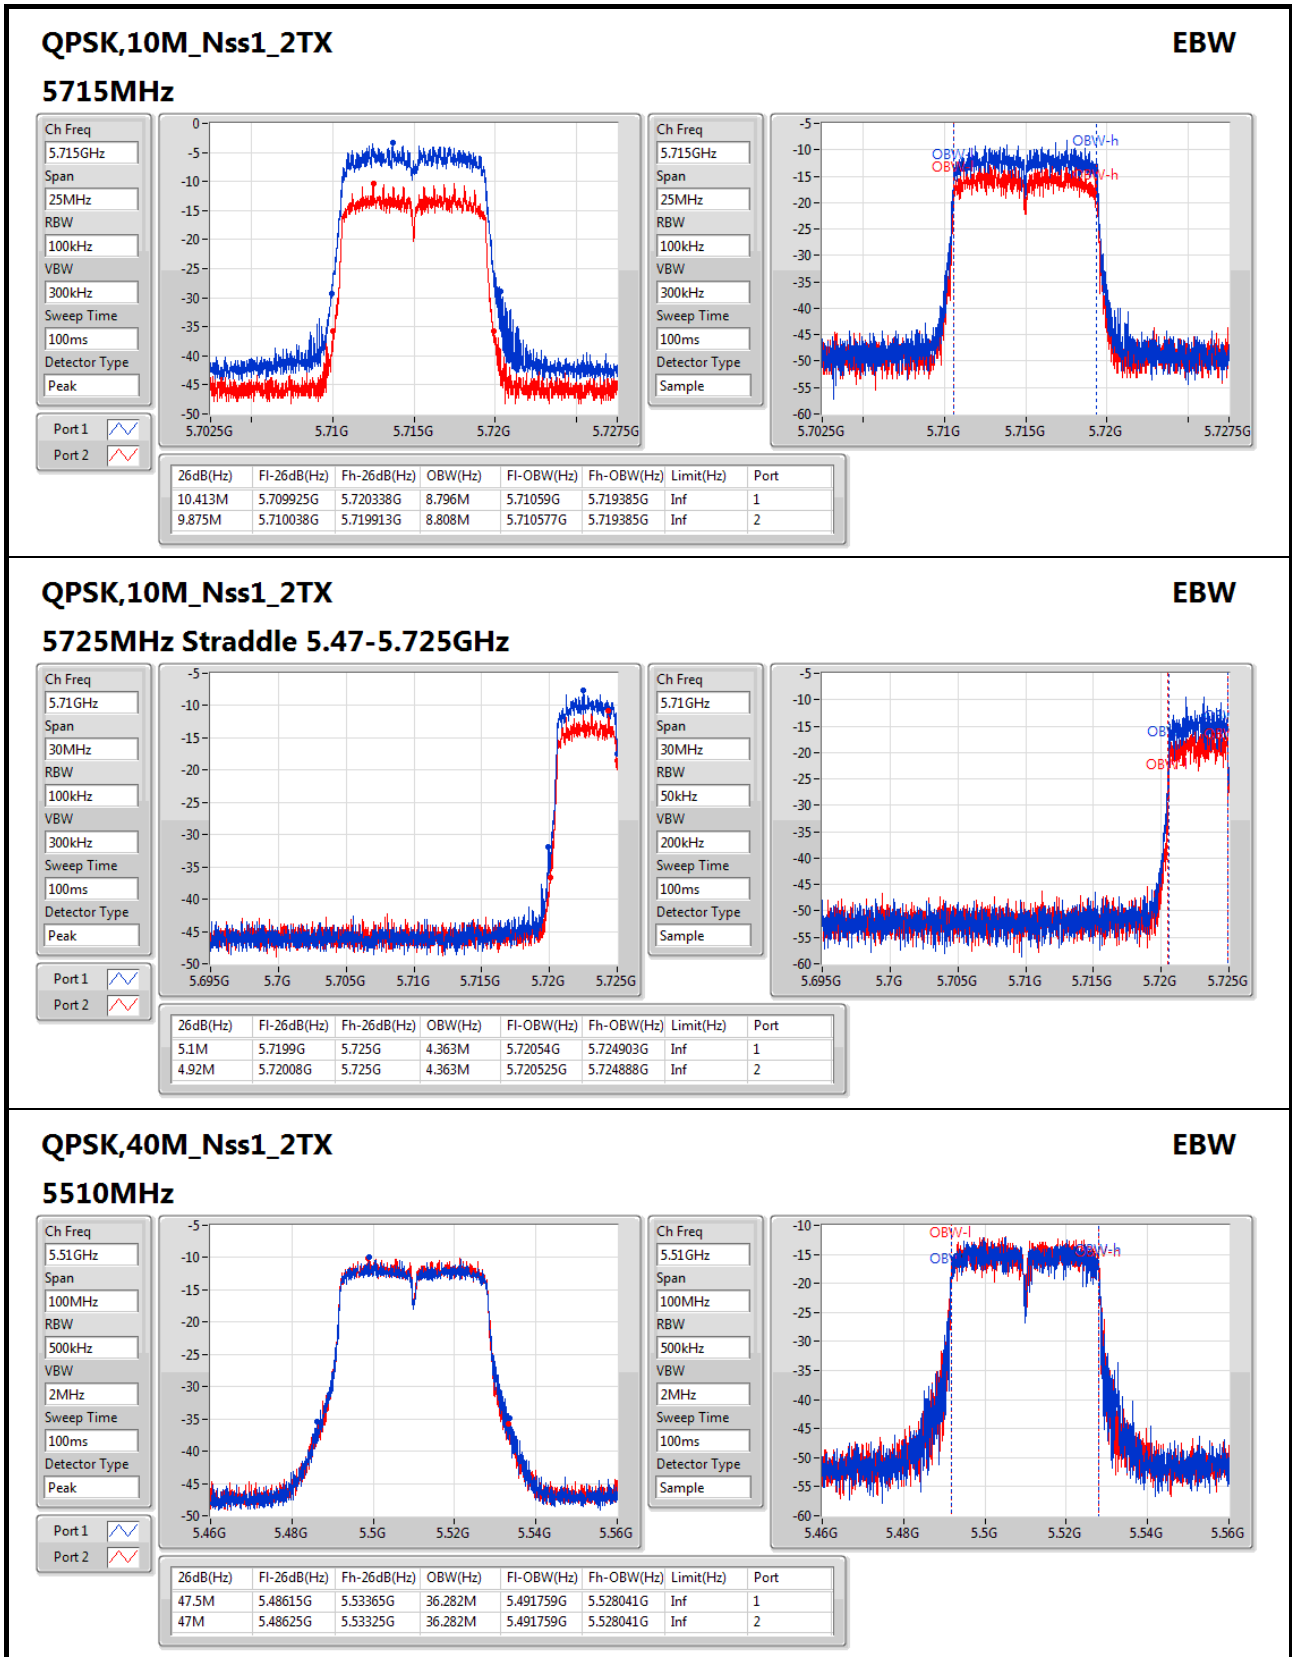 QPSK,10M_Nss1_2TX EBW
5715MHz
Ch Freq
5.715GHz
Span
25MHz
RBW
100kHz
VBW
300kHz
Sweep Time
100ms
Detector Type
Peak
Port 1
Port 2
0
-5
-10
-15
-20
-25
-30
-35
-40
-45
-50
5.7025G 5.71G 5.715G 5.72G 5.7275G
Ch Freq
5.715GHz
Span
25MHz
RBW
100kHz
VBW
300kHz
Sweep Time
100ms
Detector Type
Sample
-5
-10
-15
-20
-25
-30
-35
-40
-45
-50
-55
-60
OBW-h
5.7025G 5.71G 5.715G 5.72G 5.7275G
26dB(Hz) Fl-26dB(Hz) Fh-26dB(Hz) OBW(Hz) Fl-OBW(Hz) Fh-OBW(Hz) Limit(Hz) Port
10.413M 5.709925G 5.720338G 8.796M 5.71059G 5.719385G Inf 1
9.875M 5.710038G 5.719913G 8.808M 5.710577G 5.719385G Inf 2
QPSK,10M_Nss1_2TX EBW
5725MHz Straddle 5.47-5.725GHz
Ch Freq
5.71GHz
Span
30MHz
RBW
100kHz
VBW
300kHz
Sweep Time
100ms
Detector Type
Peak
Port 1
Port 2
-5
-10
-15
-20
-25
-30
-35
-40
-45
-50
5.695G 5.7G 5.705G 5.71G 5.715G 5.72G 5.725G
Ch Freq
5.71GHz
Span
30MHz
RBW
50kHz
VBW
200kHz
Sweep Time
100ms
Detector Type
Sample
-5
-10
-15
-20
-25
-30
-35
-40
-45
-50
-55
-60
5.695G 5.7G 5.705G 5.71G 5.715G 5.72G 5.725G
26dB(Hz) Fl-26dB(Hz) Fh-26dB(Hz) OBW(Hz) Fl-OBW(Hz) Fh-OBW(Hz) Limit(Hz) Port
5.1M 5.7199G 5.725G 4.363M 5.72054G 5.724903G Inf 1
4.92M 5.72008G 5.725G 4.363M 5.720525G 5.724888G Inf 2
QPSK,40M_Nss1_2TX EBW
5510MHz
Ch Freq
5.51GHz
Span
100MHz
RBW
500kHz
VBW
2MHz
Sweep Time
100ms
Detector Type
Peak
Port 1
Port 2
-5
-10
-15
-20
-25
-30
-35
-40
-45
-50
5.46G 5.48G 5.5G 5.52G 5.54G 5.56G
Ch Freq
5.51GHz
Span
100MHz
RBW
500kHz
VBW
2MHz
Sweep Time
100ms
Detector Type
Sample
-10
-15
-20
-25
-30
-35
-40
-45
-50
-55
-60
OBW-l
5.46G 5.48G 5.5G 5.52G 5.54G 5.56G
26dB(Hz) Fl-26dB(Hz) Fh-26dB(Hz) OBW(Hz) Fl-OBW(Hz) Fh-OBW(Hz) Limit(Hz) Port
47.5M 5.48615G 5.53365G 36.282M 5.491759G 5.528041G Inf 1
47M 5.48625G 5.53325G 36.282M 5.491759G 5.528041G Inf 2